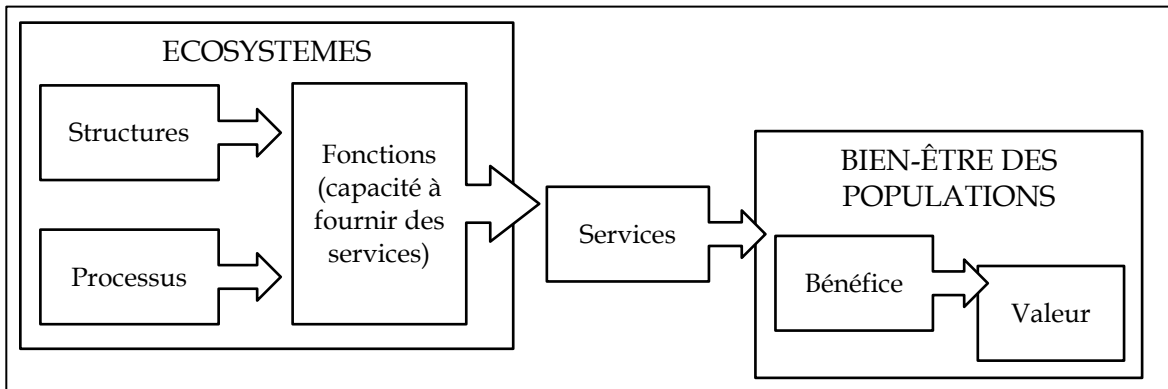 ECOSYSTEMES
Structures
Processus
Fonctions
(capacité à
fournir des
services)
Services
BIEN-ÊTRE DES
POPULATIONS
Bénéfice
Valeur